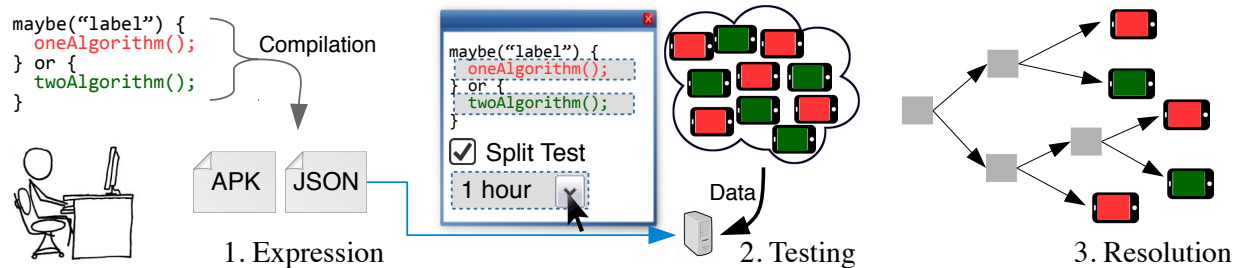 maybe(“label”) {
oneAlgorithm();
} or {
twoAlgorithm();
}
Compilation
APK
JSON
1. Expression
maybe(“label”) {
oneAlgorithm();
} or {
twoAlgorithm();
}
Split Test
1 hour
Data
2. Testing
3. Resolution